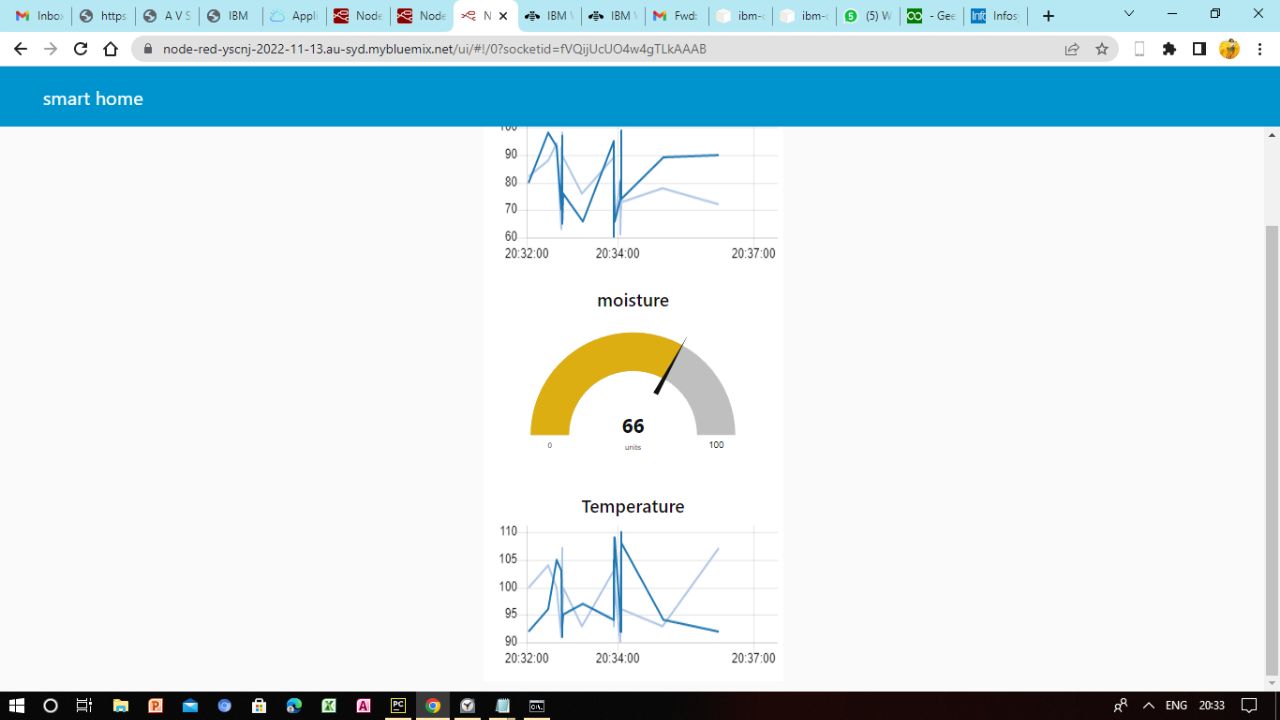 Inbo
https
A V S
IBM
Appli
Node
Node
N
IBM
IBM
Fwd:
ibm-c
(5) W
- Gee
Infos
node-red-yscnj-2022-11-13.au-syd.mybluemix.net/ui/#!/0?socketid=fVQijUcUO4w4gTLkAAAB
smart home
100
90
80
70
60
20:32:00 20:34:00 20:37:00
moisture
66
units
0 100
Temperature
110
105
100
95
90
20:32:00 20:34:00 20:37:00
ENG 20:33